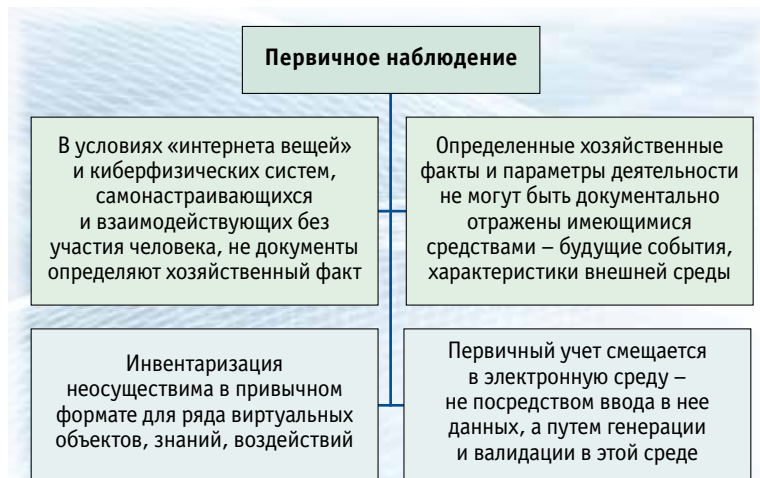 Первичное наблюдение
В условиях «интернета вещей»
и киберфизических систем,
самонастраивающихся
и взаимодействующих без
участия человека, не документы
определяют хозяйственный факт
Определенные хозяйственные
факты и параметры деятельности
не могут быть документально
отражены имеющимися
средствами – будущие события,
характеристики внешней среды
Инвентаризация
неосуществима в привычном
формате для ряда виртуальных
объектов, знаний, воздействий
Первичный учет смещается
в электронную среду –
не посредством ввода в нее
данных, а путем генерации
и валидации в этой среде